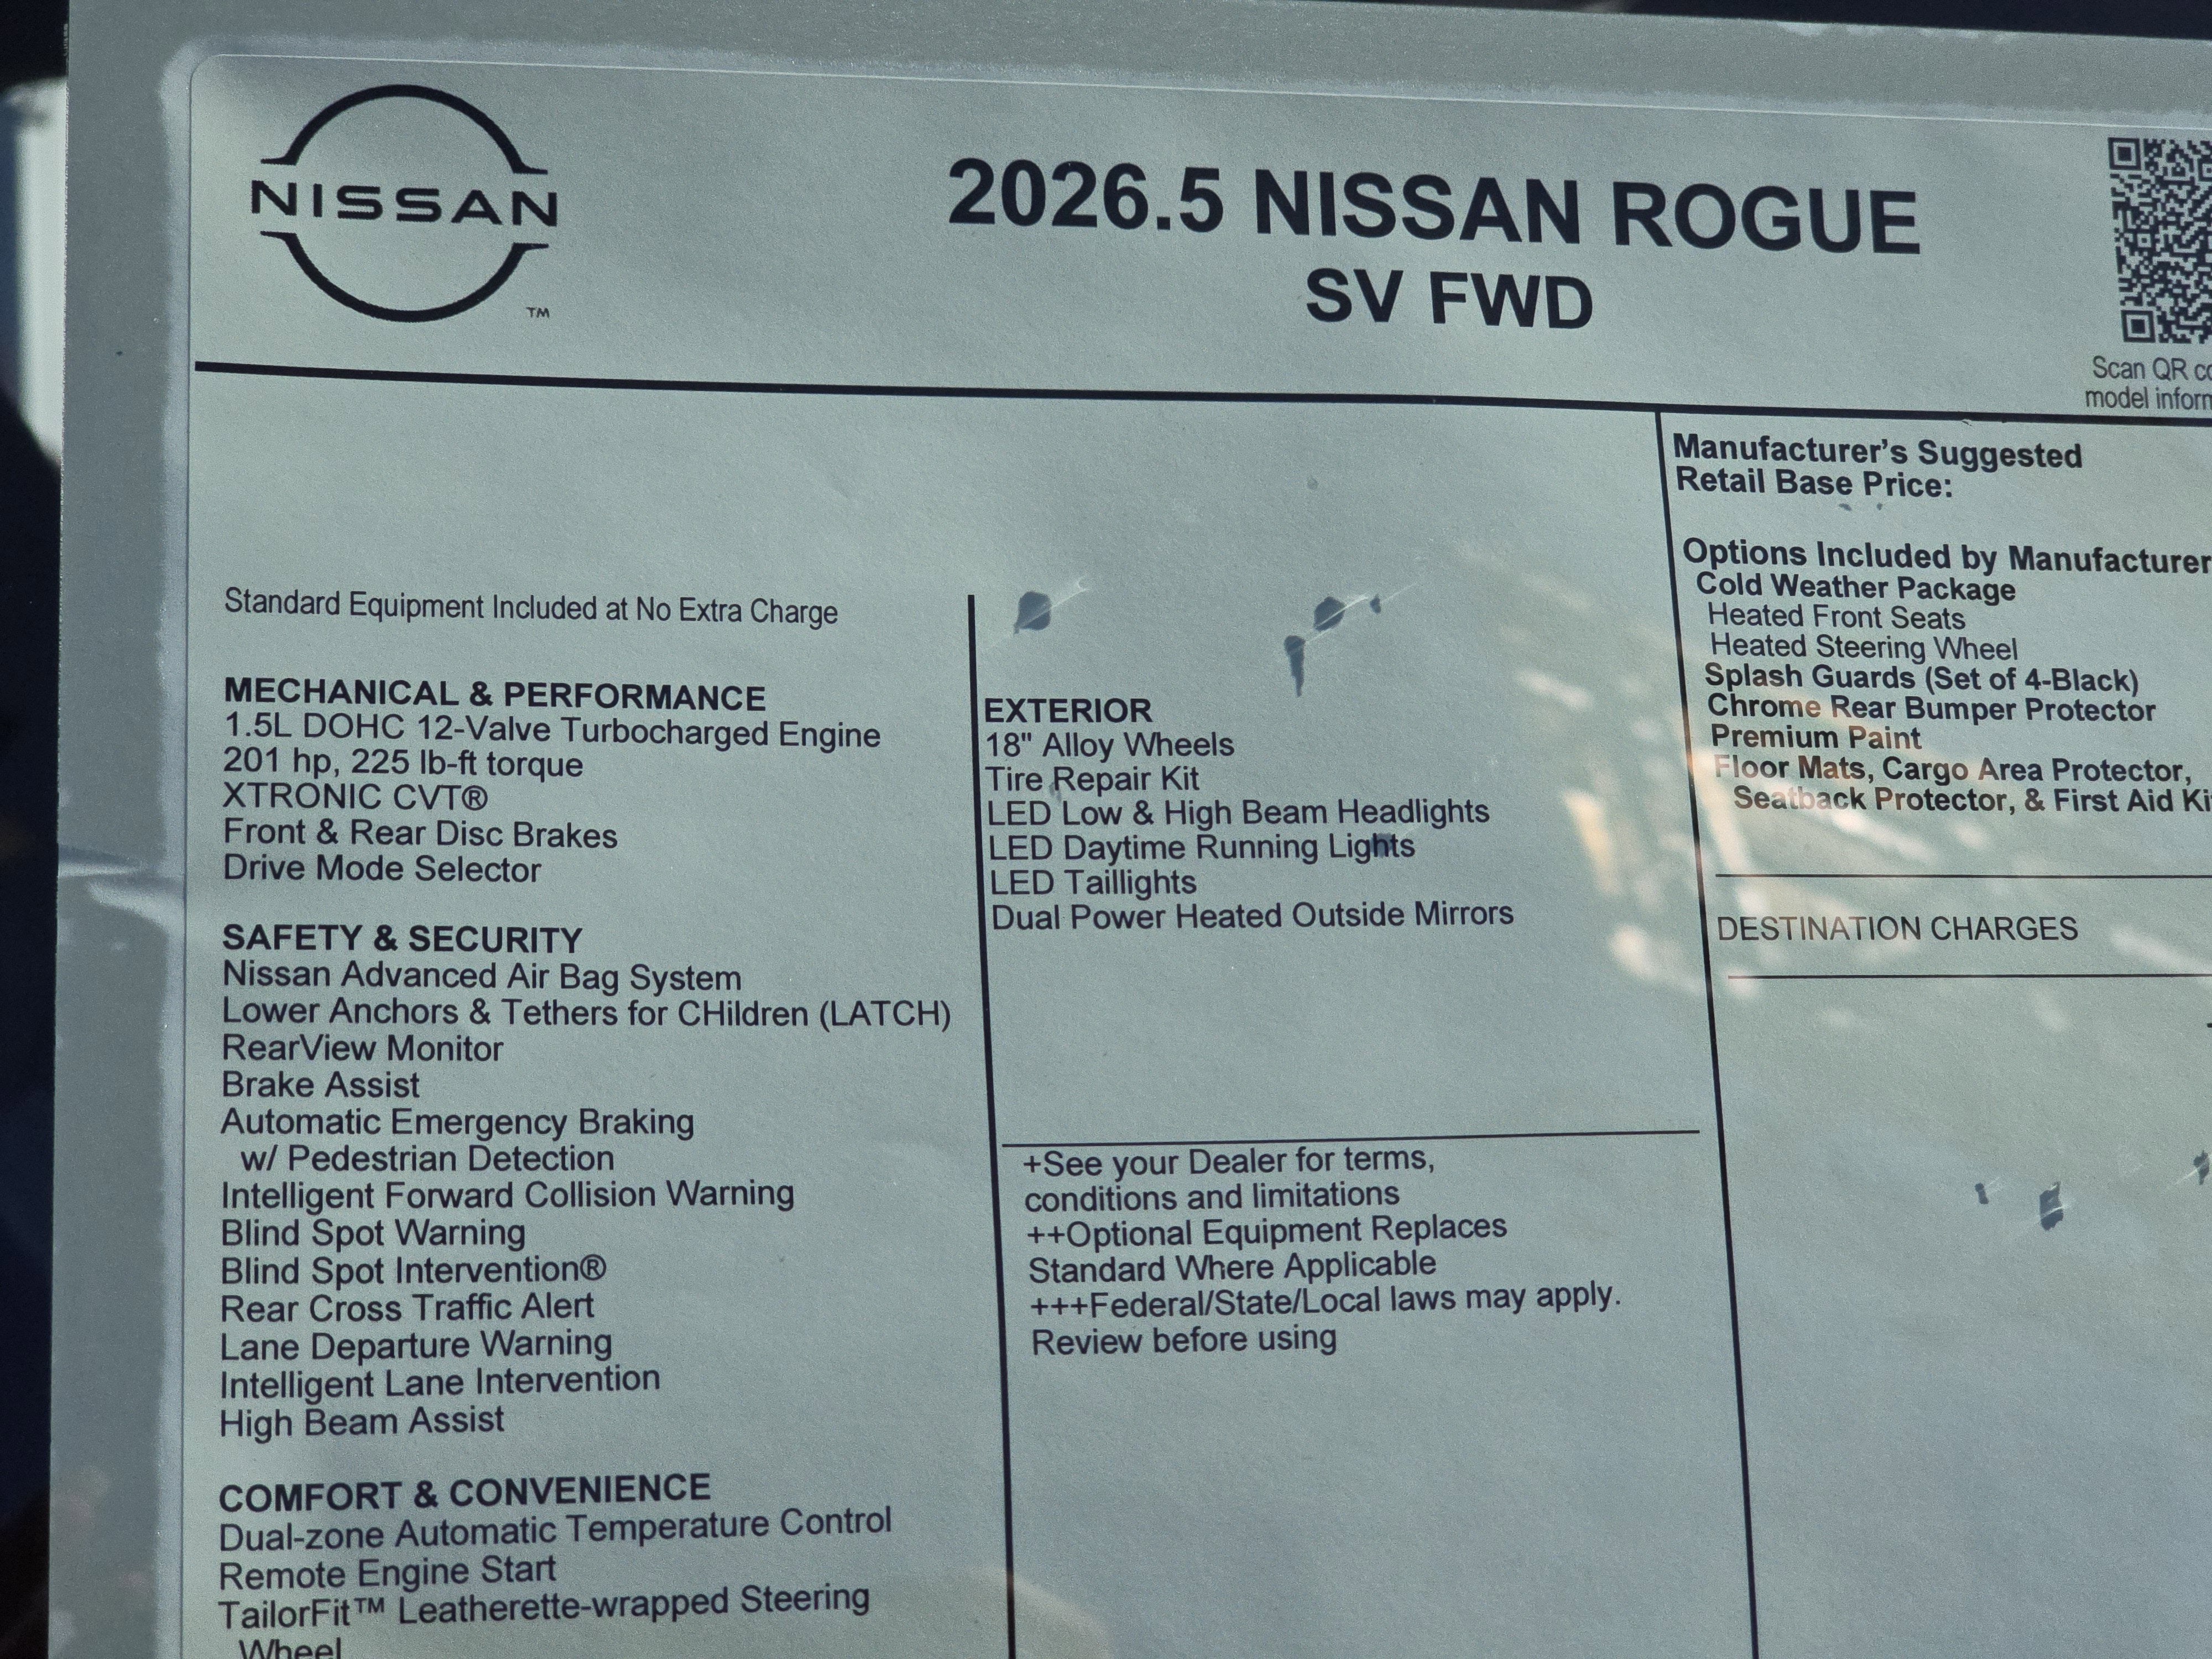 NISSAN
TM
2026.5 NISSAN ROGUE
SV FWD
Scan QR
model
Standard Equipment Included at No Extra Charge
MECHANICAL & PERFORMANCE
1.5L DOHC 12-Valve Turbocharged Engine
201 hp, 225 lb-ft torque
XTRONIC CVT®
Front & Rear Disc Brakes
Drive Mode Selector
SAFETY & SECURITY
Nissan Advanced Air Bag System
Lower Anchors & Tethers for CHildren (LATCH)
RearView Monitor
Brake Assist
Automatic Emergency Braking
w/ Pedestrian Detection
Intelligent Forward Collision Warning
Blind Spot Warning
Blind Spot Intervention®
Rear Cross Traffic Alert
Lane Departure Warning
Intelligent Lane Intervention
High Beam Assist
COMFORT & CONVENIENCE
Dual-zone Automatic Temperature Control
Remote Engine Start
TailorFit™ Leatherette-wrapped Steering
Wheel
EXTERIOR
18" Alloy Wheels
Tire Repair Kit
LED Low & High Beam Headlights
LED Daytime Running Lights
LED Taillights
Dual Power Heated Outside Mirrors
+See your Dealer for terms,
conditions and limitations
++Optional Equipment Replaces
Standard Where Applicable
+++Federal/State/Local laws may apply.
Review before using
Manufacturer's Suggested
Retail Base Price:
Options Included by Manufacturer
Cold Weather Package
Heated Front Seats
Heated Steering Wheel
Splash Guards (Set of 4-Black)
Chrome Rear Bumper Protector
Premium Paint
Floor Mats, Cargo Area Protector,
Seatback Protector, & First Aid
DESTINATION CHARGES